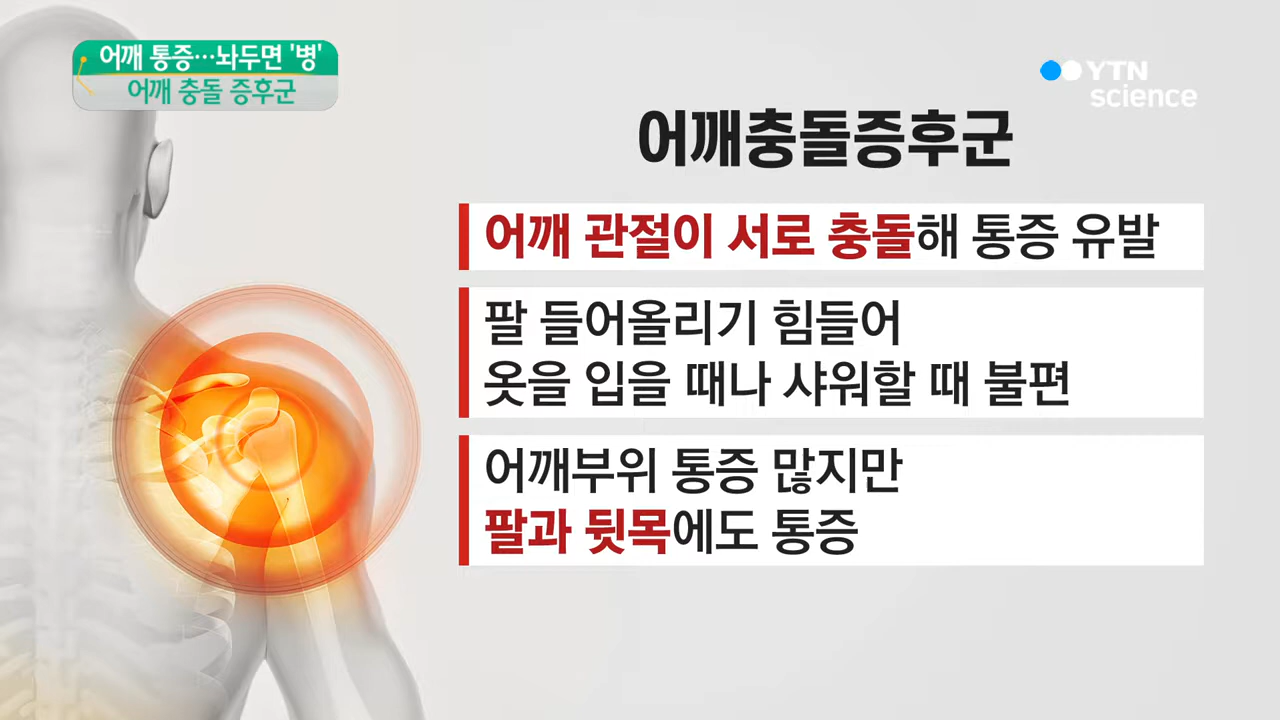 어깨 통증…놔두면 '병'
어깨 충돌 증후군
YTN
science
어깨충돌증후군
어깨 관절이 서로 충돌해 통증 유발
팔 들어올리기 힘들어
옷을 입을 때나 샤워할 때 불편
어깨부위 통증 많지만
팔과 뒷목에도 통증